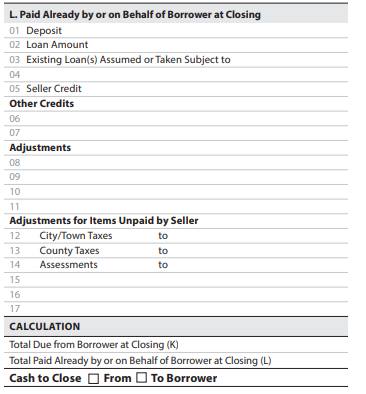 L. Paid Already by or on Behalf of Borrower at Closing
01 Deposit
02 Loan Amount
03 Existing Loan(s) Assumed or Taken Subject to
04
05 Seller Credit
Other Credits
06
07
Adjustments
08
09
10
11
Adjustments for Items Unpaid by Seller
12 City/Town Taxes to
13 County Taxes to
14 Assessments to
15
16
17
CALCULATION
Total Due from Borrower at Closing (K)
Total Paid Already by or on Behalf of Borrower at Closing (L)
Cash to Close ☐ From ☐ To Borrower